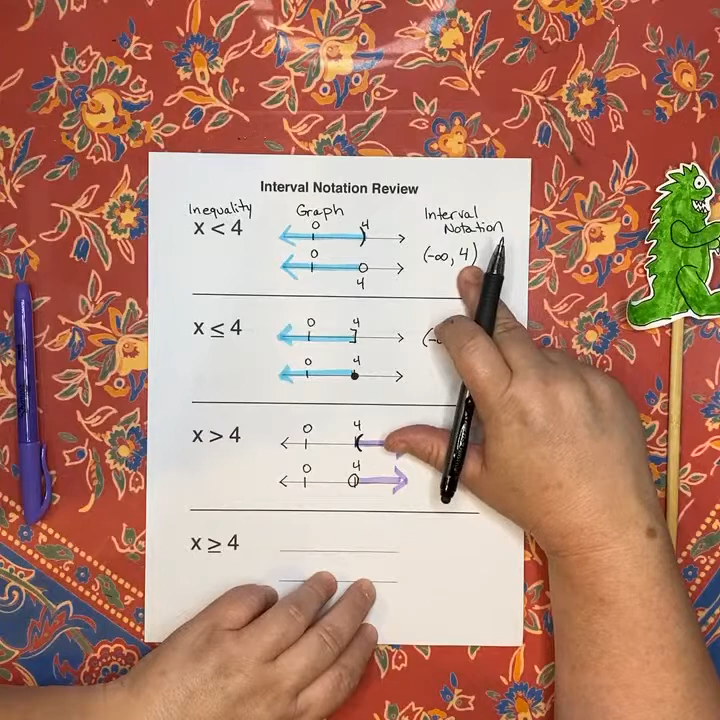 Interval Notation Review
Inequality Graph Interval
Notation
x < 4
0 4
(-∞, 4)
0
4
x ≤ 4
0 4
(-
0 4
x > 4
0 4
0 4
x ≥ 4